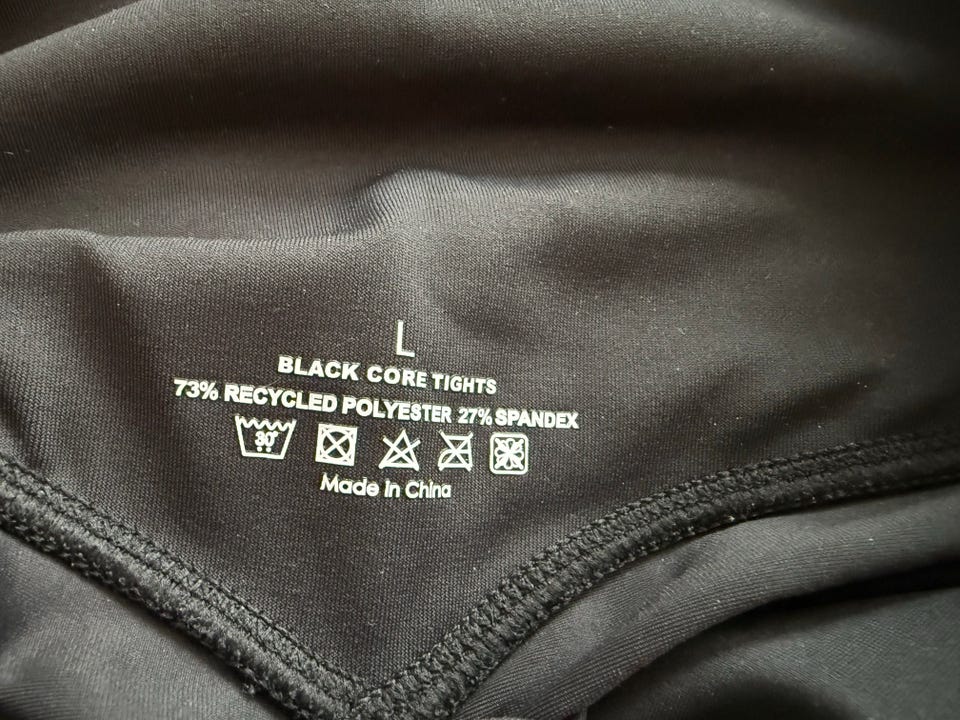 L
BLACK CORE TIGHTS
73% RECYCLED POLYESTER 27% SPANDEX
30°
Made in China